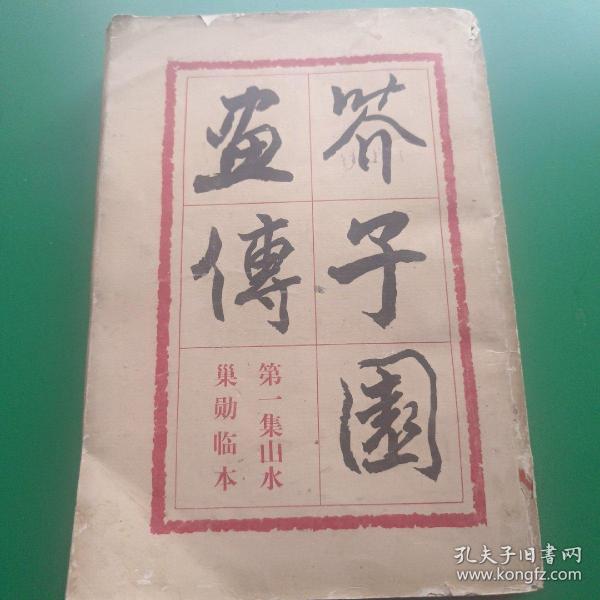 芥子園
畫傳
第一集山水
巢勋临本
孔夫子旧书网
www.kongfz.com